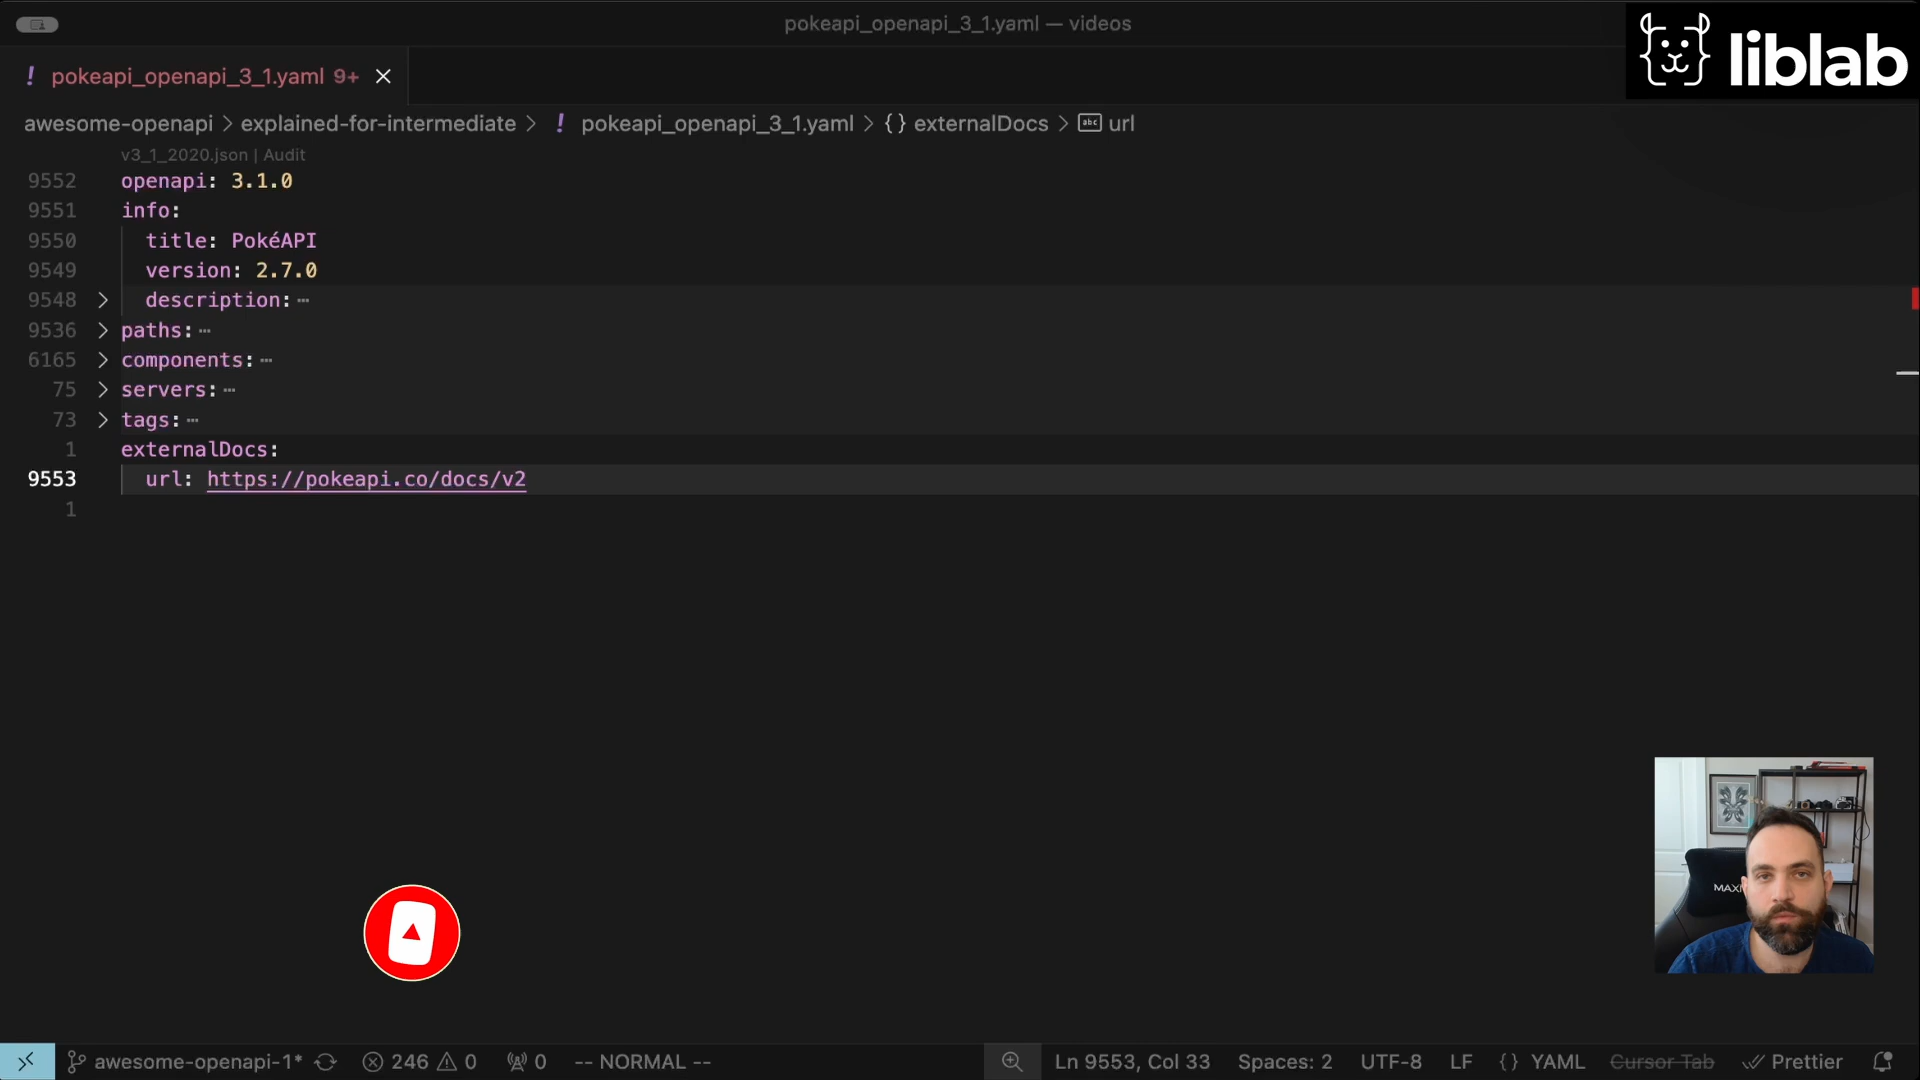 pokeapi_openapi_3_1.yaml — videos
liblab
! pokeapi_openapi_3_1.yaml 9+
awesome-openapi > explained-for-intermediate > ! pokeapi_openapi_3_1.yaml > {} externalDocs > abc url
v3_1_2020.json | Audit
9552 openapi: 3.1.0
9551 info:
9550 title: PokéAPI
9549 version: 2.7.0
9548 > description: ⋯
9536 > paths: ⋯
6165 > components: ⋯
75 > servers: ⋯
73 > tags: ⋯
1 externalDocs:
9553 url: https://pokeapi.co/docs/v2
1
MAX
awesome-openapi-1* 246 0 0 -- NORMAL -- Ln 9553, Col 33 Spaces: 2 UTF-8 LF {} YAML Cursor Tab Prettier